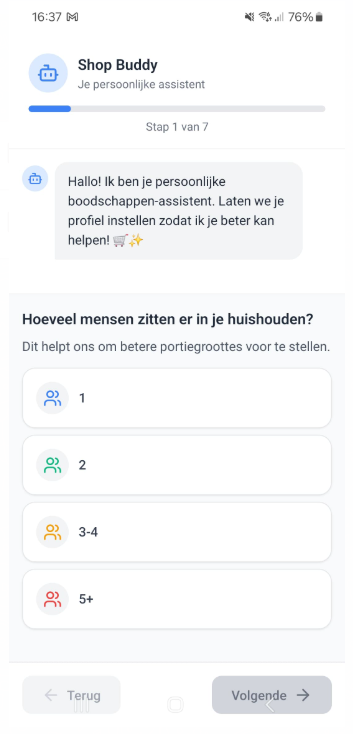 16:37
76%
Shop Buddy
Je persoonlijke assistent
Stap 1 van 7
Hallo! Ik ben je persoonlijke
boodschappen-assistent. Laten we je
profiel instellen zodat ik je beter kan
helpen! 🛒✨
Hoeveel mensen zitten er in je huishouden?
Dit helpt ons om betere portiegroottes voor te stellen.
1
2
3-4
5+
← Terug
Volgende →